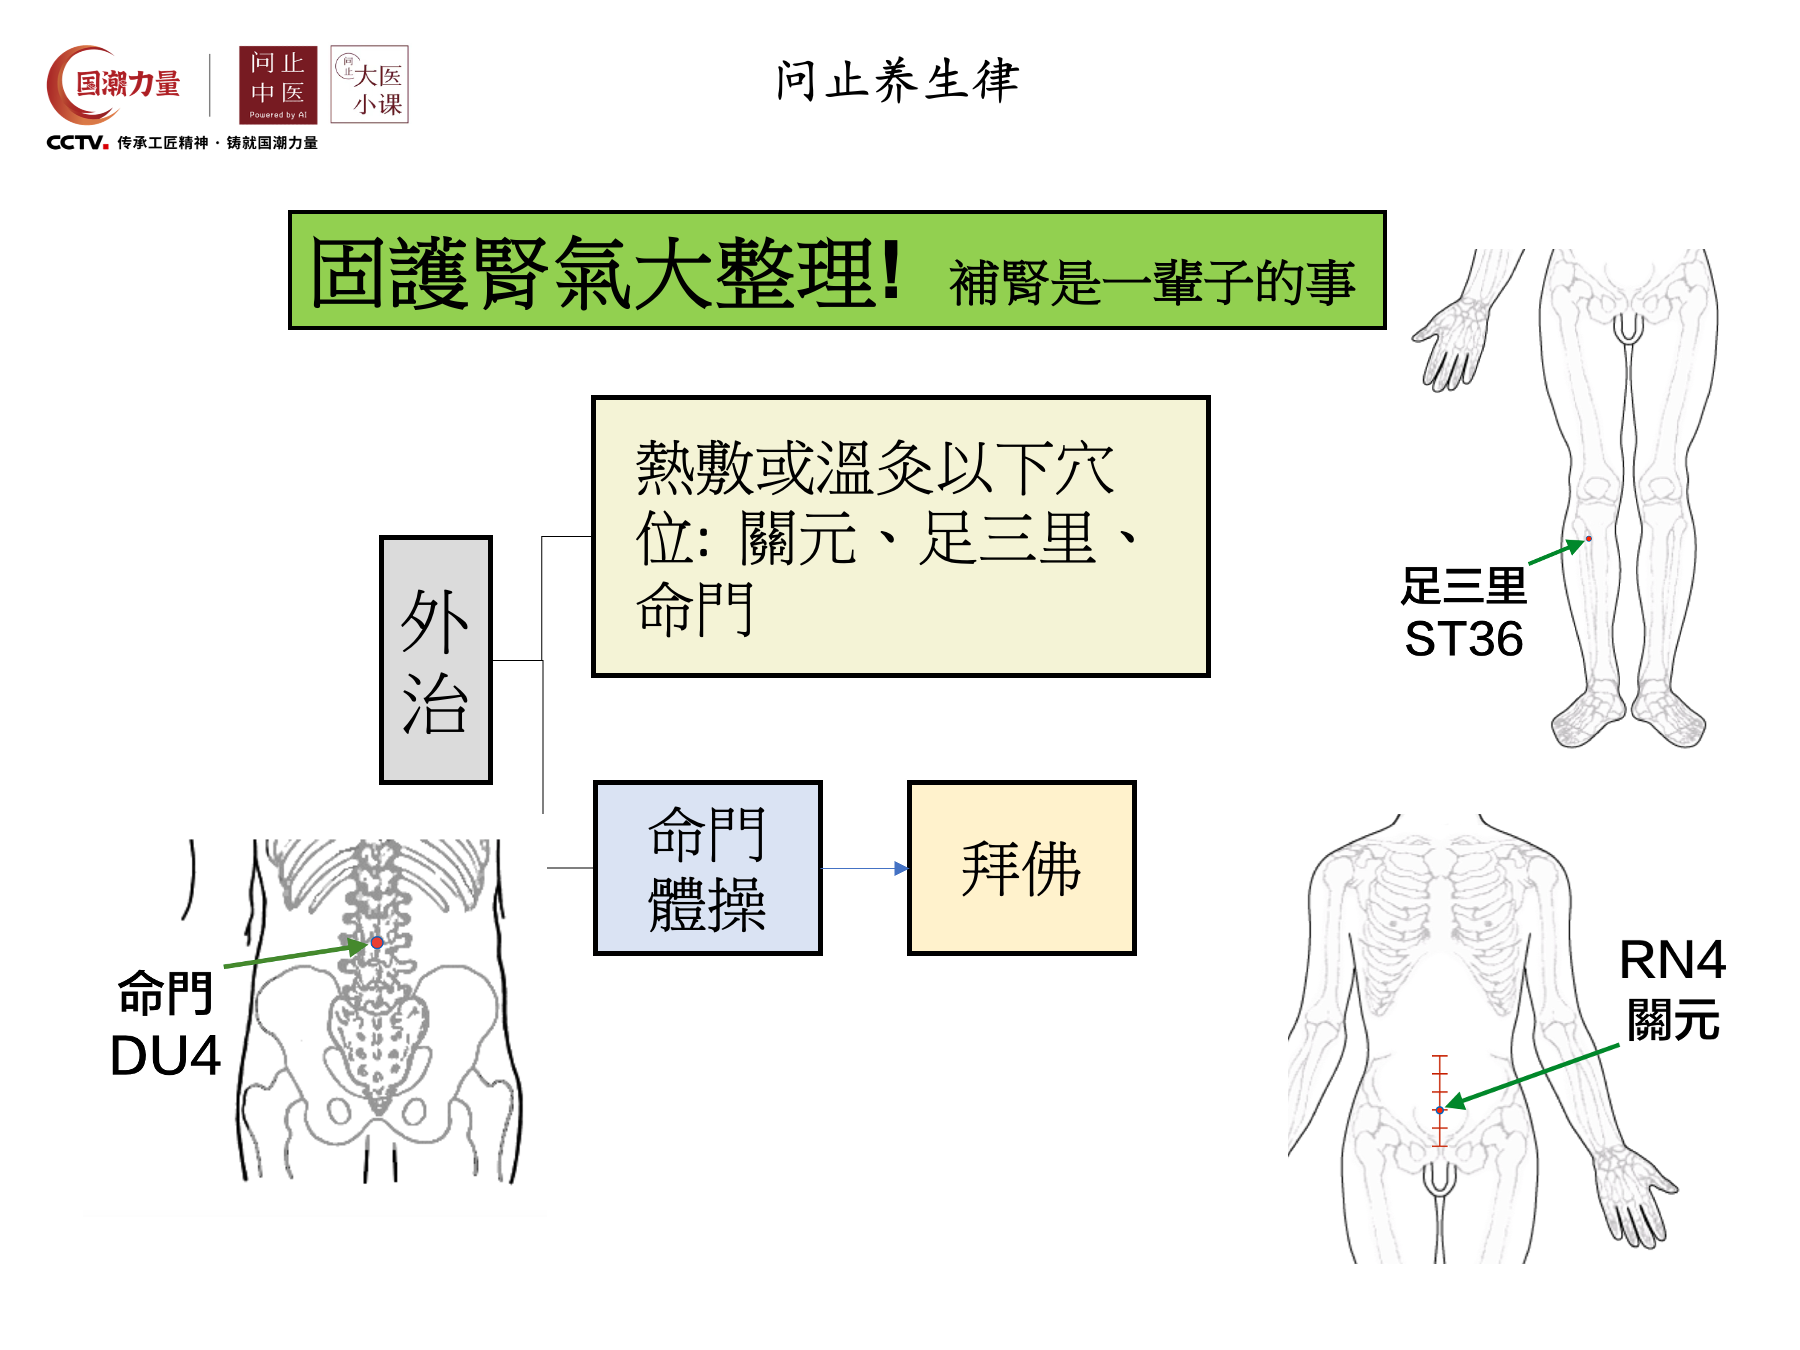 国潮力量
CCTV. 传承工匠精神 · 铸就国潮力量
问止
中医
Powered by AI
问止
大医
小课
问止养生律
固護腎氣大整理! 補腎是一輩子的事
熱敷或溫灸以下穴
位: 關元、足三里、
命門
外
治
足三里
ST36
命門
體操
拜佛
命門
DU4
RN4
關元